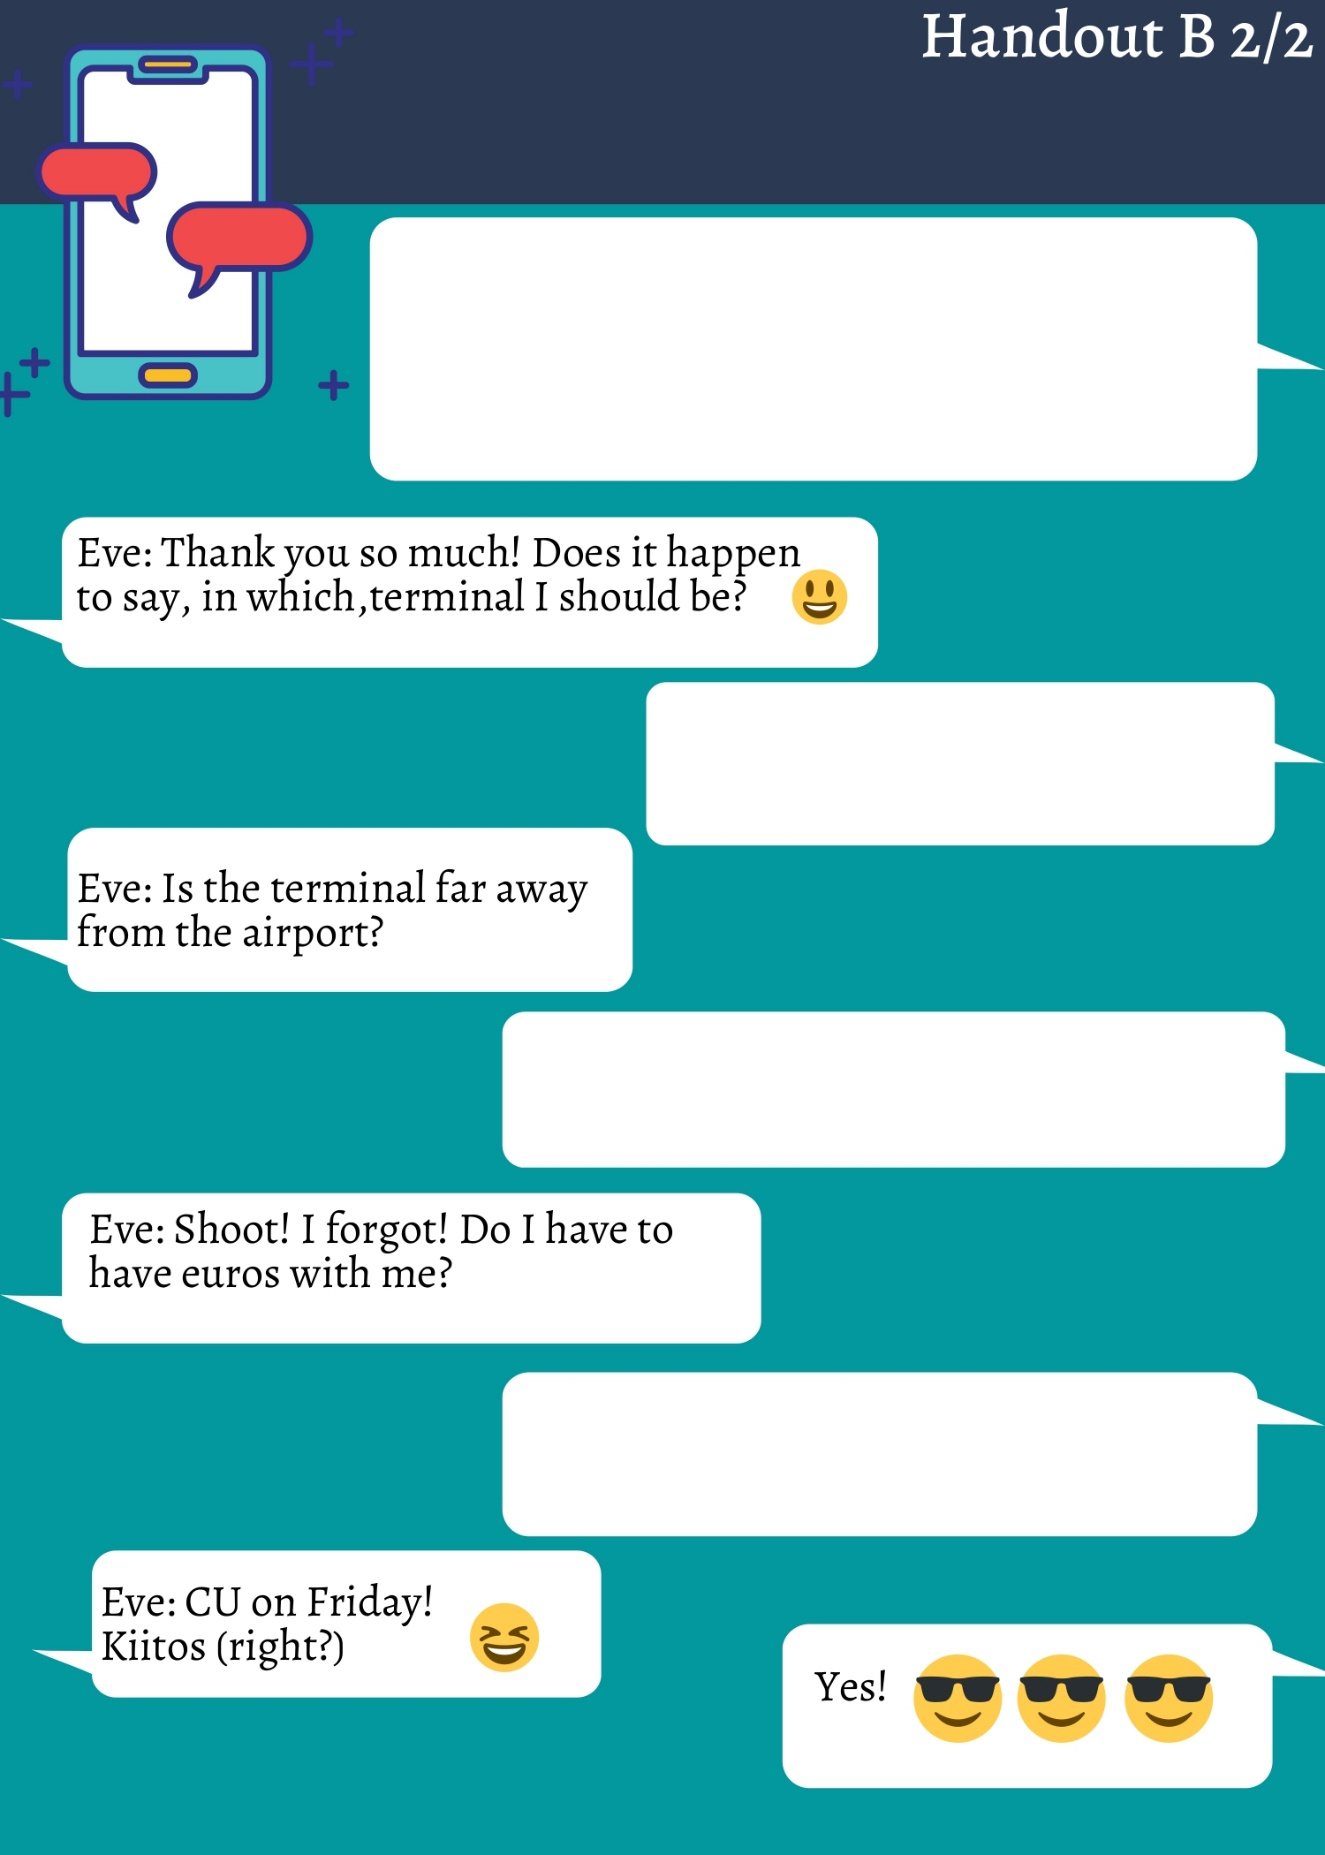 Handout B 2/2
Eve: Thank you so much! Does it happen
to say, in which,terminal I should be?
Eve: Is the terminal far away
from the airport?
Eve: Shoot! I forgot! Do I have to
have euros with me?
Eve: CU on Friday!
Kiitos (right?)
Yes!